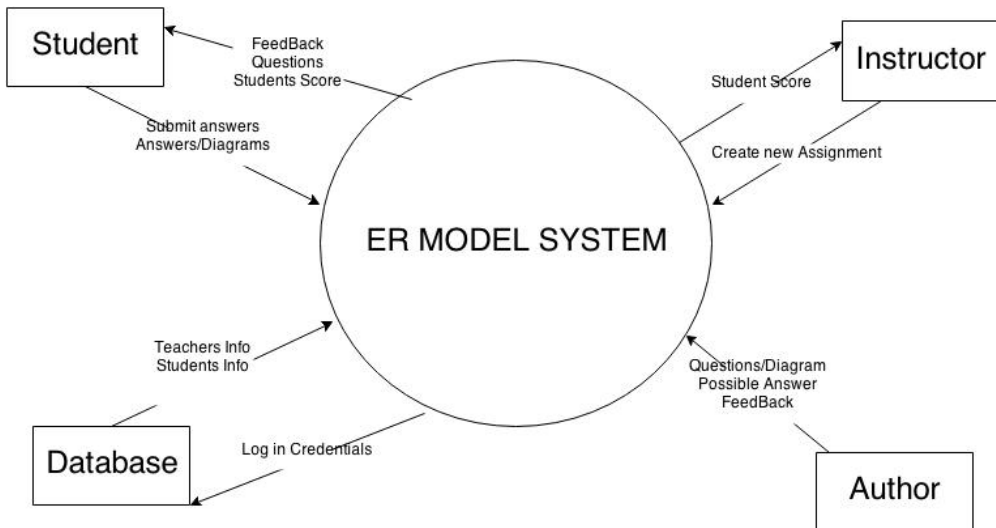 Student
FeedBack
Questions
Students Score
Submit answers
Answers/Diagrams
Instructor
Student Score
Create new Assignment
ER MODEL SYSTEM
Teachers Info
Students Info
Database
Log in Credentials
Questions/Diagram
Possible Answer
FeedBack
Author